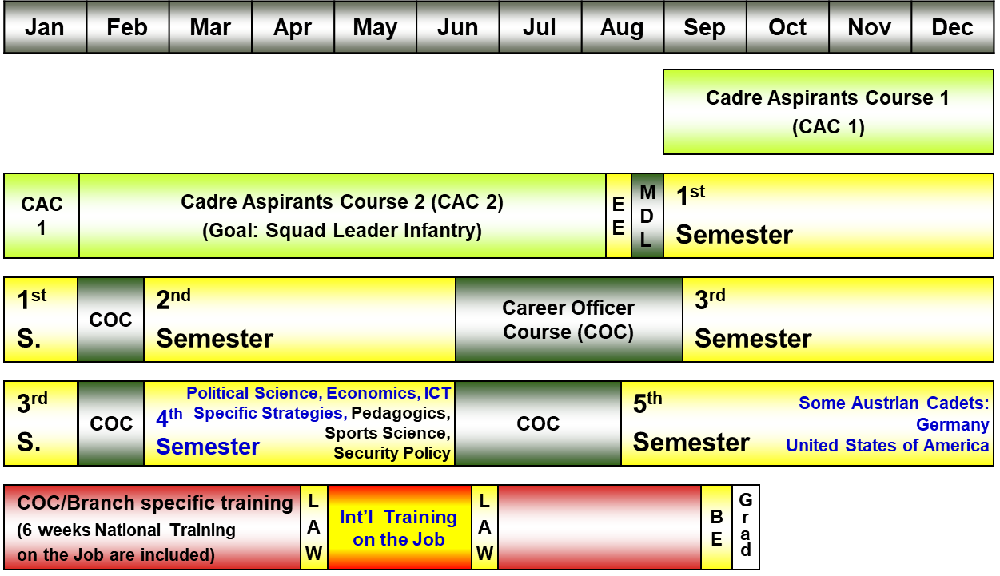 Jan Feb Mar Apr May Jun Jul Aug Sep Oct Nov Dec
Cadre Aspirants Course 1
(CAC 1)
CAC
1
Cadre Aspirants Course 2 (CAC 2)
(Goal: Squad Leader Infantry)
E
E
M
D
L
1st
Semester
1st
S.
COC
2nd
Semester
Career Officer
Course (COC)
3rd
Semester
3rd
S.
COC
Political Science, Economics, ICT
4th Specific Strategies, Pedagogics,
Sports Science,
Semester
Security Policy
COC
5th
Semester
Some Austrian Cadets:
Germany
United States of America
COC/Branch specific training
(6 weeks National Training
on the Job are included)
L
A
W
Int'l Training
on the Job
L
A
W
B
E
G
r
a
d